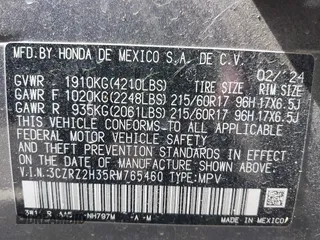 MFD.BY HONDA DE MEXICO S.A. DE C.V.
02/'24
GVWR 1910KG(4210LBS) TIRE SIZE RIM SIZE
GAWR F 1020KG(2248LBS) 215/60R17 96H 17X6.5J
GAWR R 935KG(2061LBS) 215/60R17 96H 17X6.5J
THIS VEHICLE CONFORMS TO ALL APPLICABLE
FEDERAL MOTOR VEHICLE SAFETY, BUMPER, AND
THEFT PREVENTION STANDARDS IN EFFECT ON THE
DATE OF MANUFACTURE SHOWN ABOVE.
V.I.N:3CZRZ2H35RM765460 TYPE:MPV
NH797M
MADE IN
MEXICO